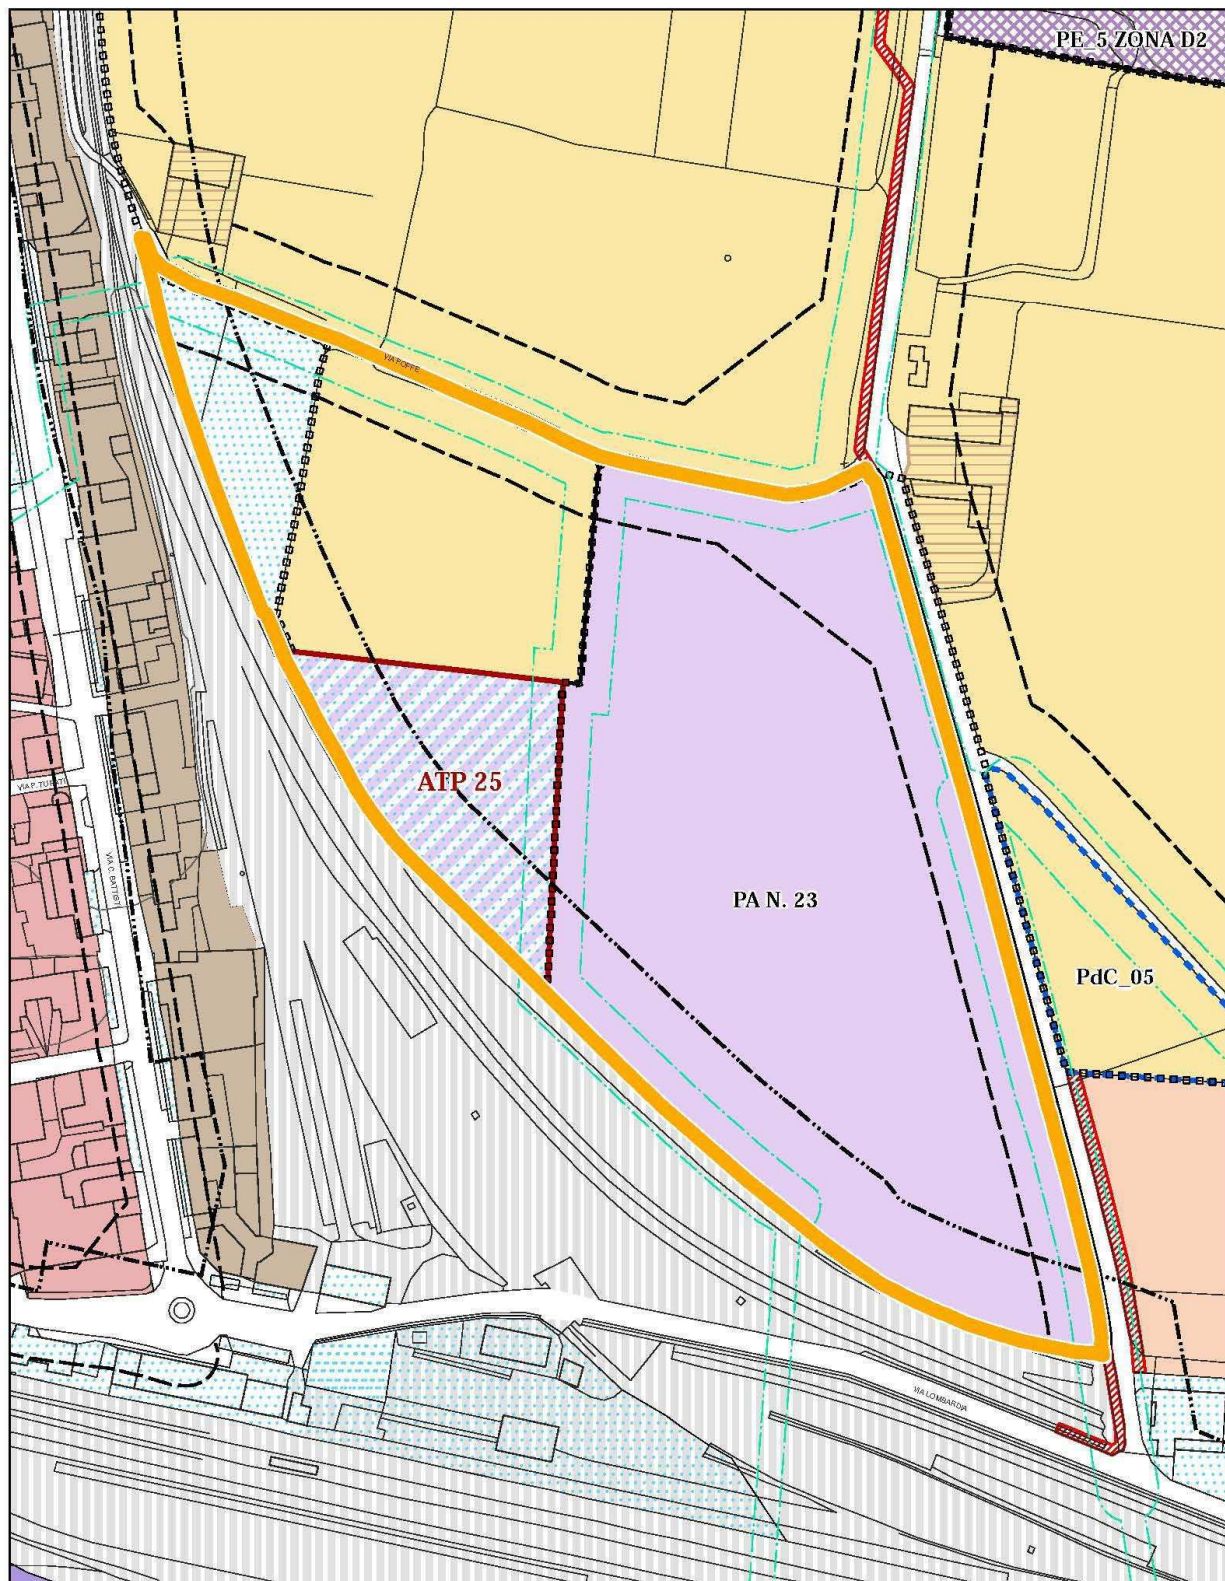 PE_5 ZONA D2
VIA POFFE
ATP 25
VIA P. TURATI
VIA C. BATTISTI
PA N. 23
PdC_05
VIA LOMBARDIA